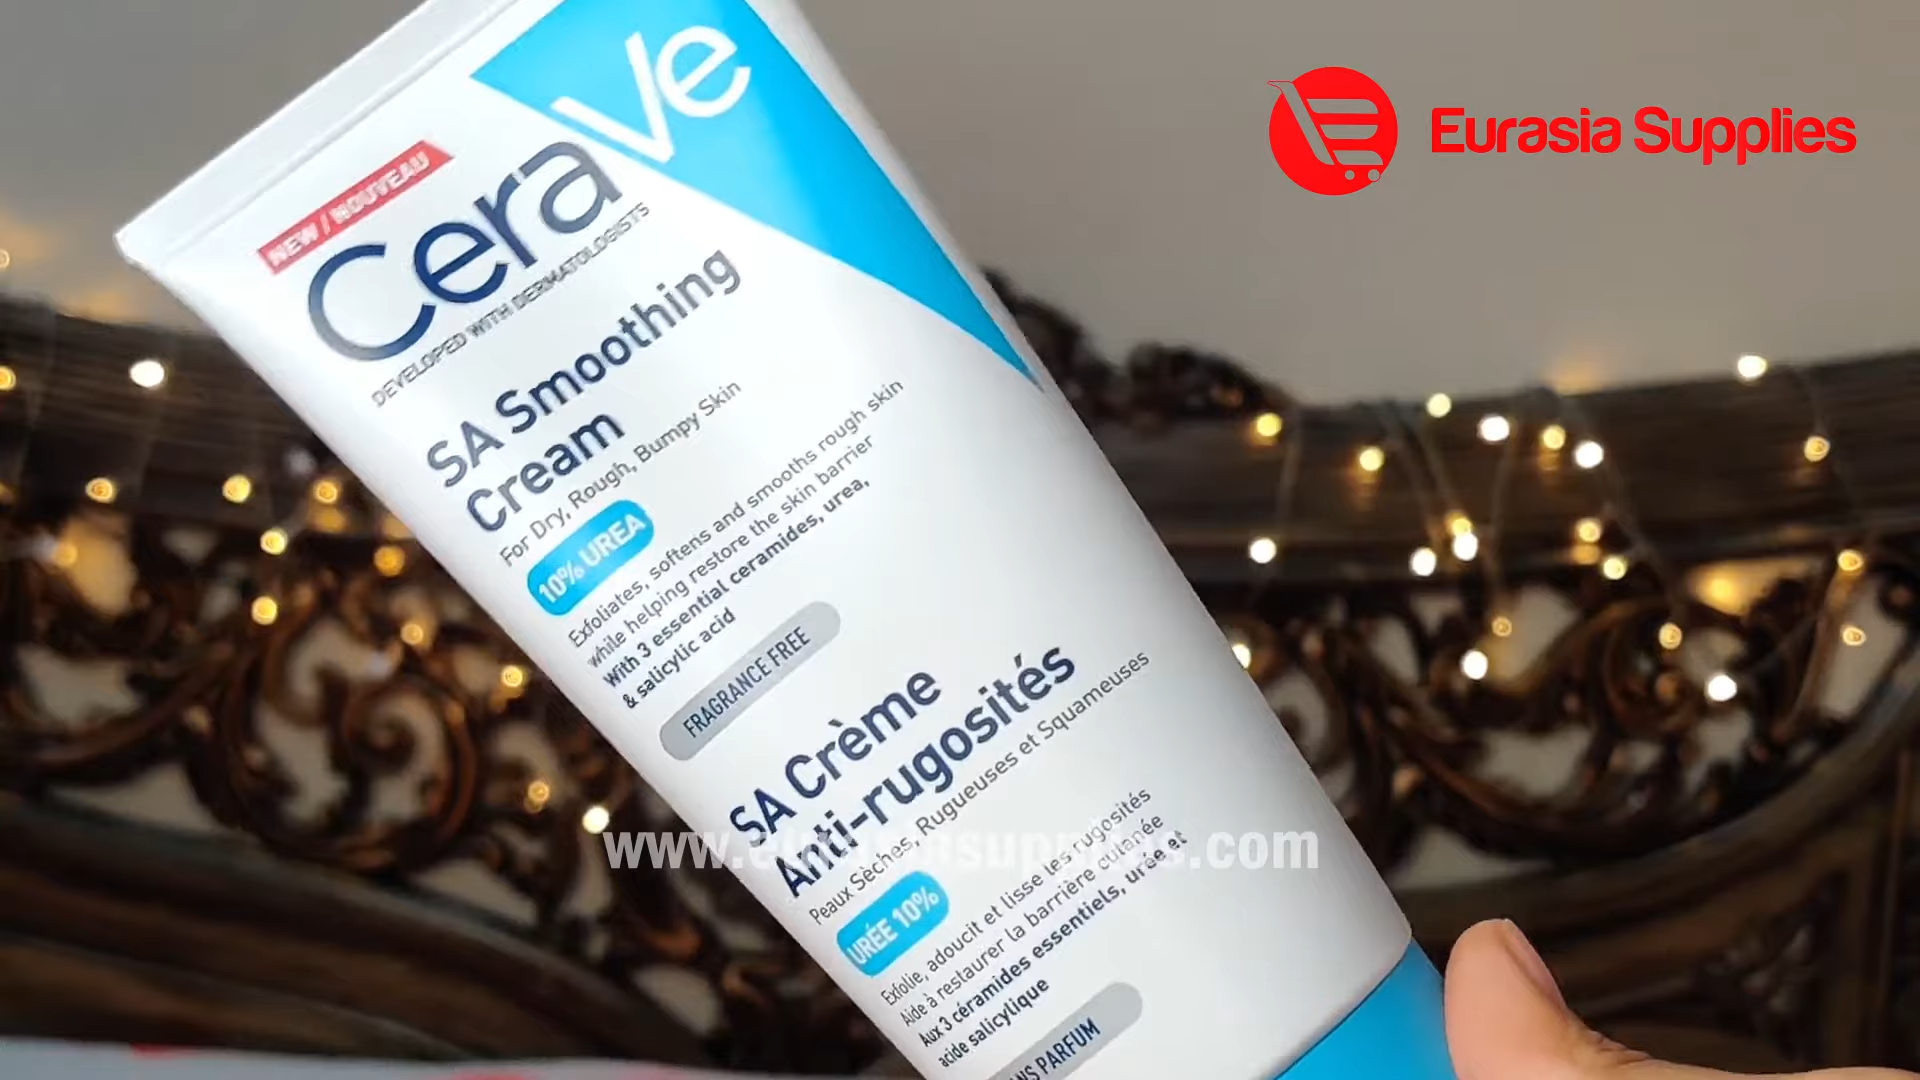 Eurasia Supplies
NEW / NOUVEAU
CeraVe
DEVELOPED WITH DERMATOLOGISTS
SA Smoothing
Cream
For Dry, Rough, Bumpy Skin
10% UREA
Exfoliates, softens and smooths rough skin
while helping restore the skin barrier
With 3 essential ceramides, urea,
& salicylic acid
FRAGRANCE FREE
SA Crème
Anti-rugosités
Peaux Sèches, Rugueuses et Squameuses
URÉE 10%
Exfolie, adoucit et lisse les rugosités
Aide à restaurer la barrière cutanée
Aux 3 céramides essentiels, urée et
acide salicylique
PARFUM